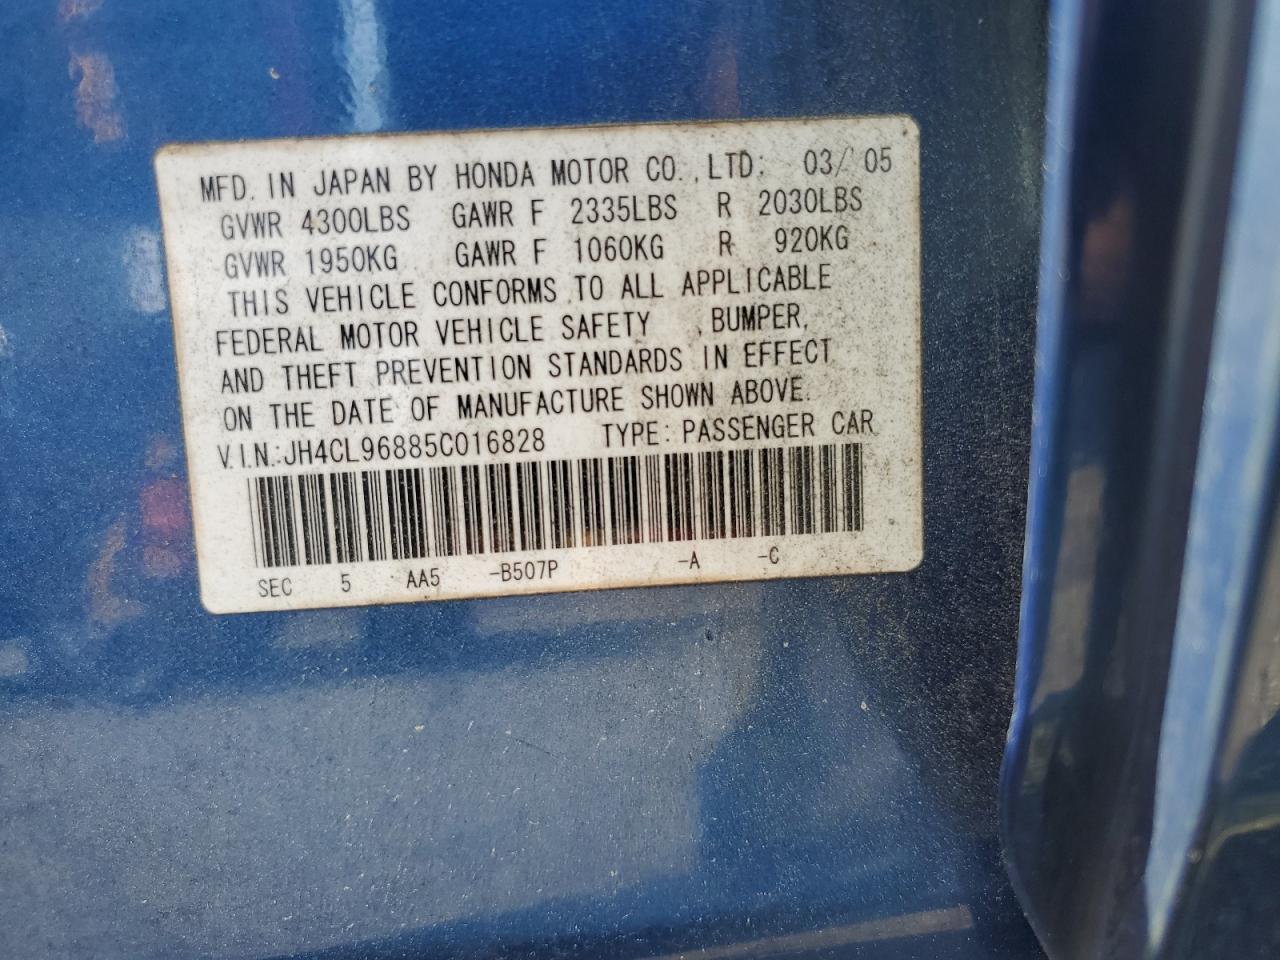 MFD. IN JAPAN BY HONDA MOTOR CO., LTD: 03/ 05
GVWR 4300LBS GAWR F 2335LBS R 2030LBS
GVWR 1950KG GAWR F 1060KG R 920KG
THIS VEHICLE CONFORMS TO ALL APPLICABLE
FEDERAL MOTOR VEHICLE SAFETY , BUMPER,
AND THEFT PREVENTION STANDARDS IN EFFECT
ON THE DATE OF MANUFACTURE SHOWN ABOVE.
V.I.N.:JH4CL96885C016828 TYPE: PASSENGER CAR
SEC 5 AA5 -B507P -A -C